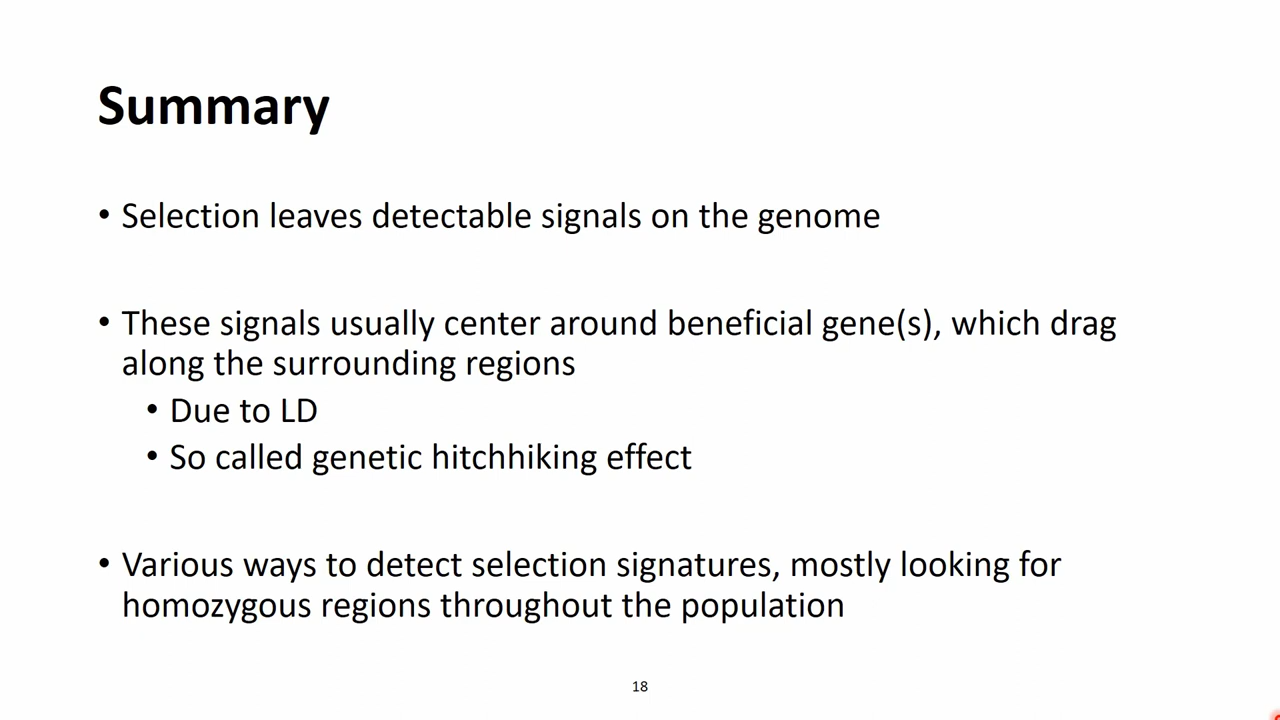 Summary
• Selection leaves detectable signals on the genome
• These signals usually center around beneficial gene(s), which drag
along the surrounding regions
• Due to LD
• So called genetic hitchhiking effect
• Various ways to detect selection signatures, mostly looking for
homozygous regions throughout the population
18